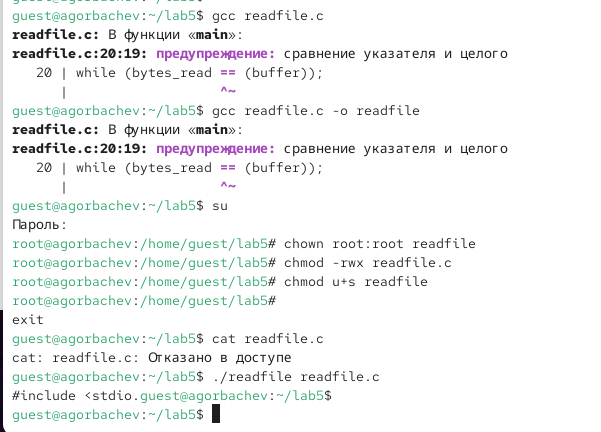 guest@agorbachev:~/lab5$ gcc readfile.c
readfile.c: В функции «main»:
readfile.c:20:19: предупреждение: сравнение указателя и целого
20 | while (bytes_read == (buffer));
| ^~
guest@agorbachev:~/lab5$ gcc readfile.c -o readfile
readfile.c: В функции «main»:
readfile.c:20:19: предупреждение: сравнение указателя и целого
20 | while (bytes_read == (buffer));
| ^~
guest@agorbachev:~/lab5$ su
Пароль:
root@agorbachev:/home/guest/lab5# chown root:root readfile
root@agorbachev:/home/guest/lab5# chmod -rwx readfile.c
root@agorbachev:/home/guest/lab5# chmod u+s readfile
root@agorbachev:/home/guest/lab5#
exit
guest@agorbachev:~/lab5$ cat readfile.c
cat: readfile.c: Отказано в доступе
guest@agorbachev:~/lab5$ ./readfile readfile.c
#include <stdio.guest@agorbachev:~/lab5$
guest@agorbachev:~/lab5$